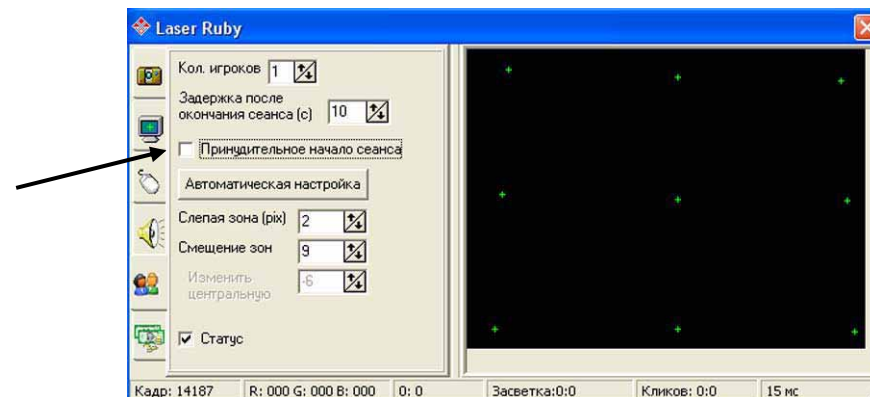 Laser Ruby
Кол. игроков 1
Задержка после
окончания сеанса (с) 10
Принудительное начало сеанса
Автоматическая настройка
Слепая зона (pix) 2
Смещение зон 9
Изменить
центральную -6
Статус
Кадр: 14187 R: 000 G: 000 B: 000 0: 0 Засветка:0:0 Кликов: 0:0 15 мс